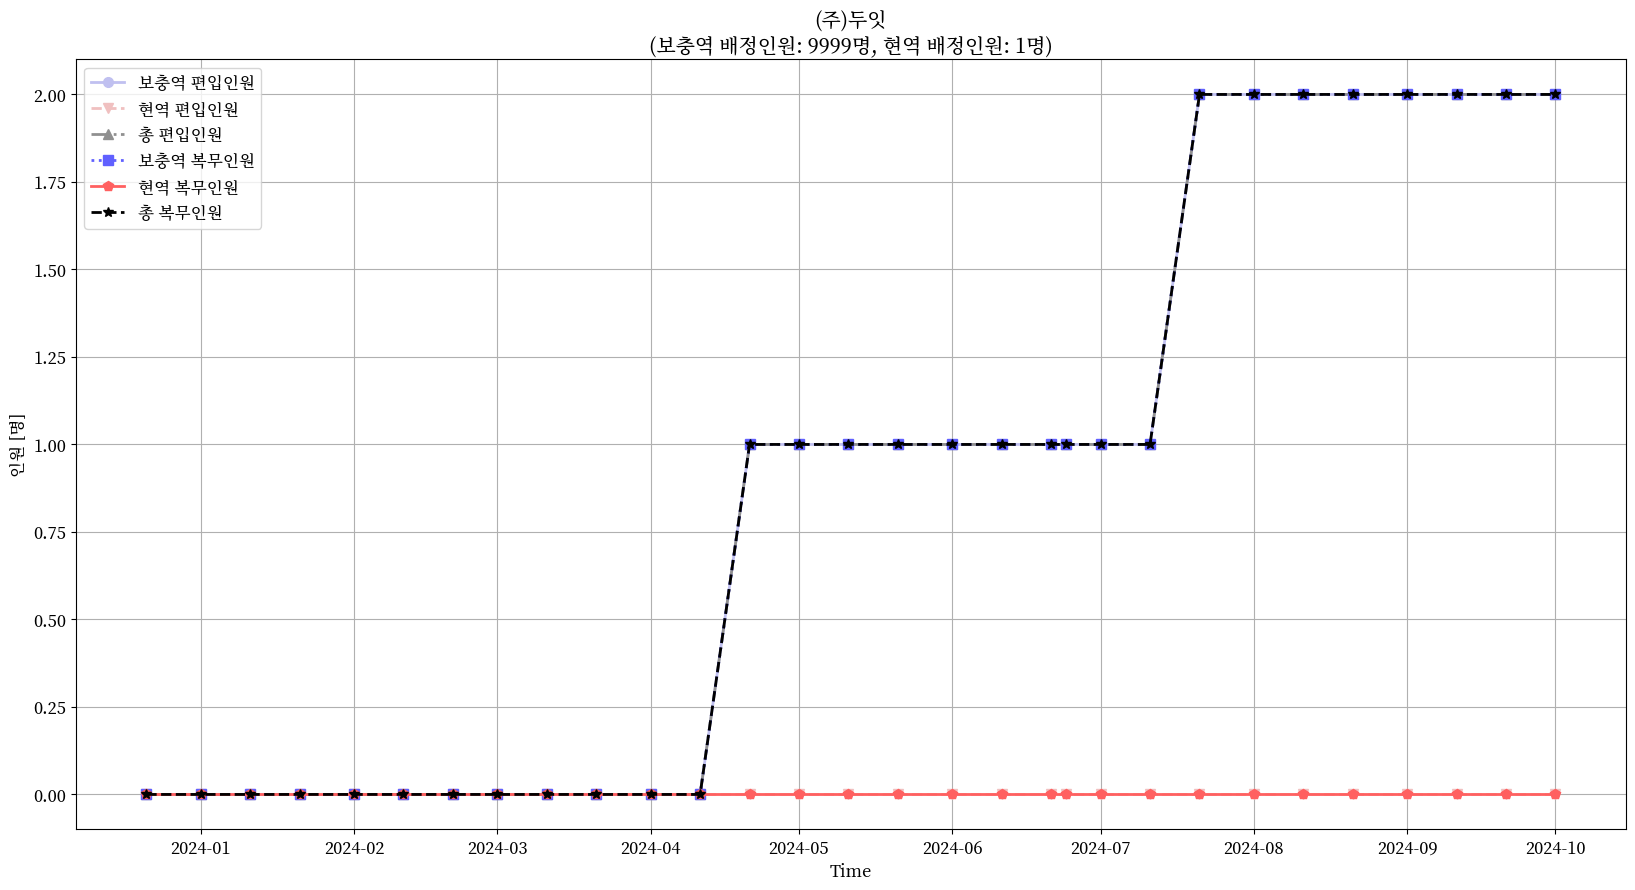 (주)두잇
(보충역 배정인원: 9999명, 현역 배정인원: 1명)
보충역 편입인원
현역 편입인원
총 편입인원
보충역 복무인원
현역 복무인원
총 복무인원
2.00
1.75
1.50
1.25
1.00
0.75
0.50
0.25
0.00
인원 [명]
2024-01 2024-02 2024-03 2024-04 2024-05 2024-06 2024-07 2024-08 2024-09 2024-10
Time